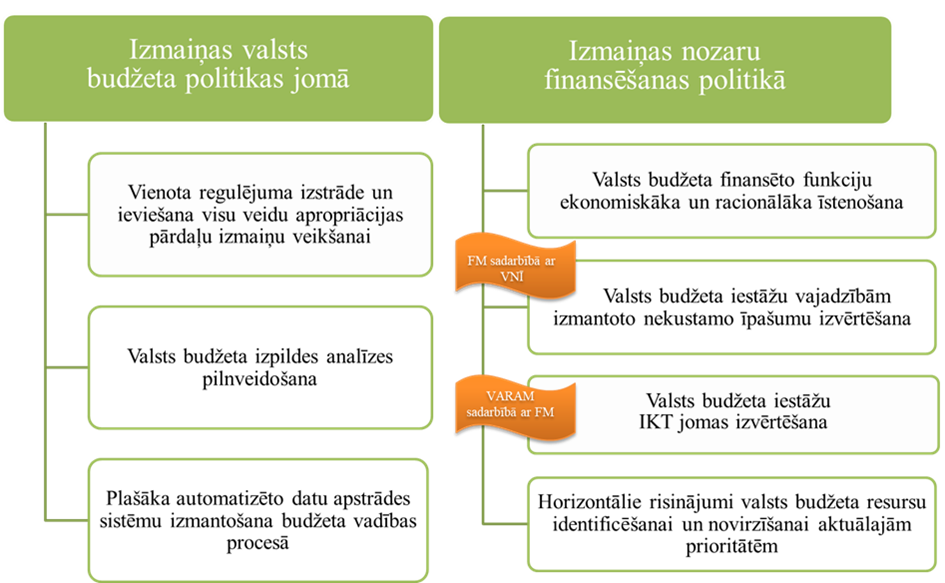 Izmaiņas valsts
budžeta politikas jomā
Vienota regulējuma izstrāde un
ieviešana visu veidu apropriācijas
pārdaļu izmaiņu veikšanai
Valsts budžeta izpildes analīzes
pilnveidošana
Plašāka automatizēto datu apstrādes
sistēmu izmantošana budžeta vadības
procesā
Izmaiņas nozaru
finansēšanas politikā
Valsts budžeta finansēto funkciju
ekonomiskāka un racionālāka īstenošana
FM sadarbībā ar
VNĪ
Valsts budžeta iestāžu vajadzībām
izmantoto nekustamo īpašumu izvērtēšana
VARAM
sadarbībā ar FM
Valsts budžeta iestāžu
IKT jomas izvērtēšana
Horizontālie risinājumi valsts budžeta resursu
identificēšanai un novirzīšanai aktuālajām
prioritātēm